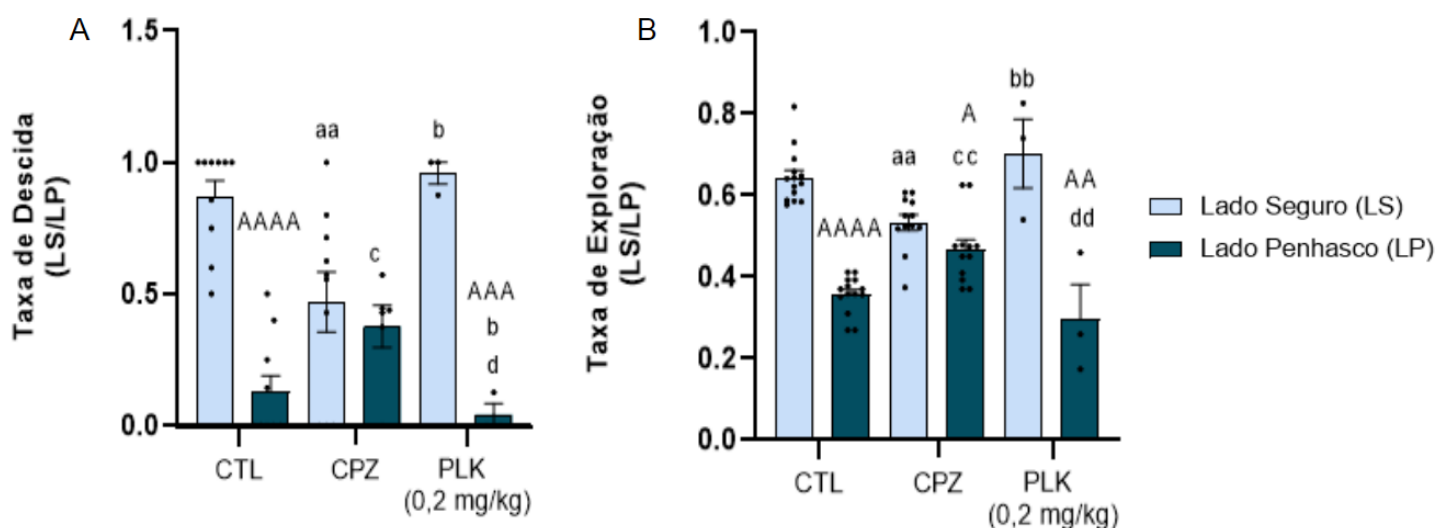 A
Taxa de Descida
(LS/LP)
1.5
1.0
0.5
0.0
AAAA
aa
c
b
AAA
b
d
CTL
CPZ
PLK
(0,2 mg/kg)
B
Taxa de Exploração
(LS/LP)
1.0
0.8
0.6
0.4
0.2
0.0
AAAA
aa
A
cc
bb
AA
dd
CTL
CPZ
PLK
(0,2 mg/kg)
Lado Seguro (LS)
Lado Penhasco (LP)